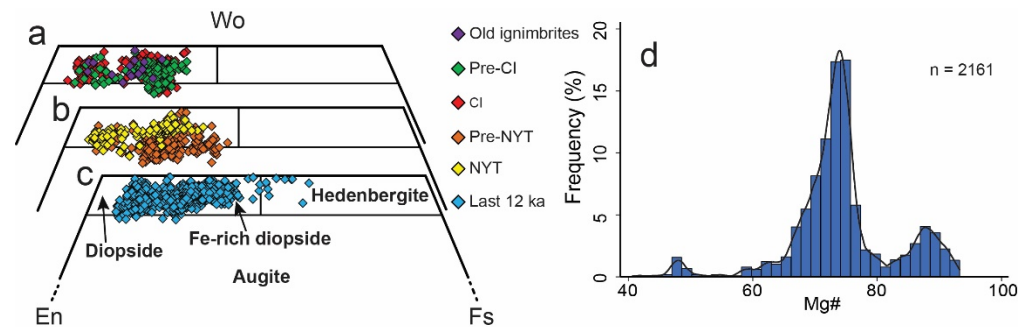 Wo
a
b
c
Old ignimbrites
Pre-CI
CI
Pre-NYT
NYT
Last 12 ka
Hedenbergite
Diopside
Fe-rich diopside
Augite
En
Fs
d
n = 2161
Frequency (%)
20
15
10
5
0
40
60
80
100
Mg#